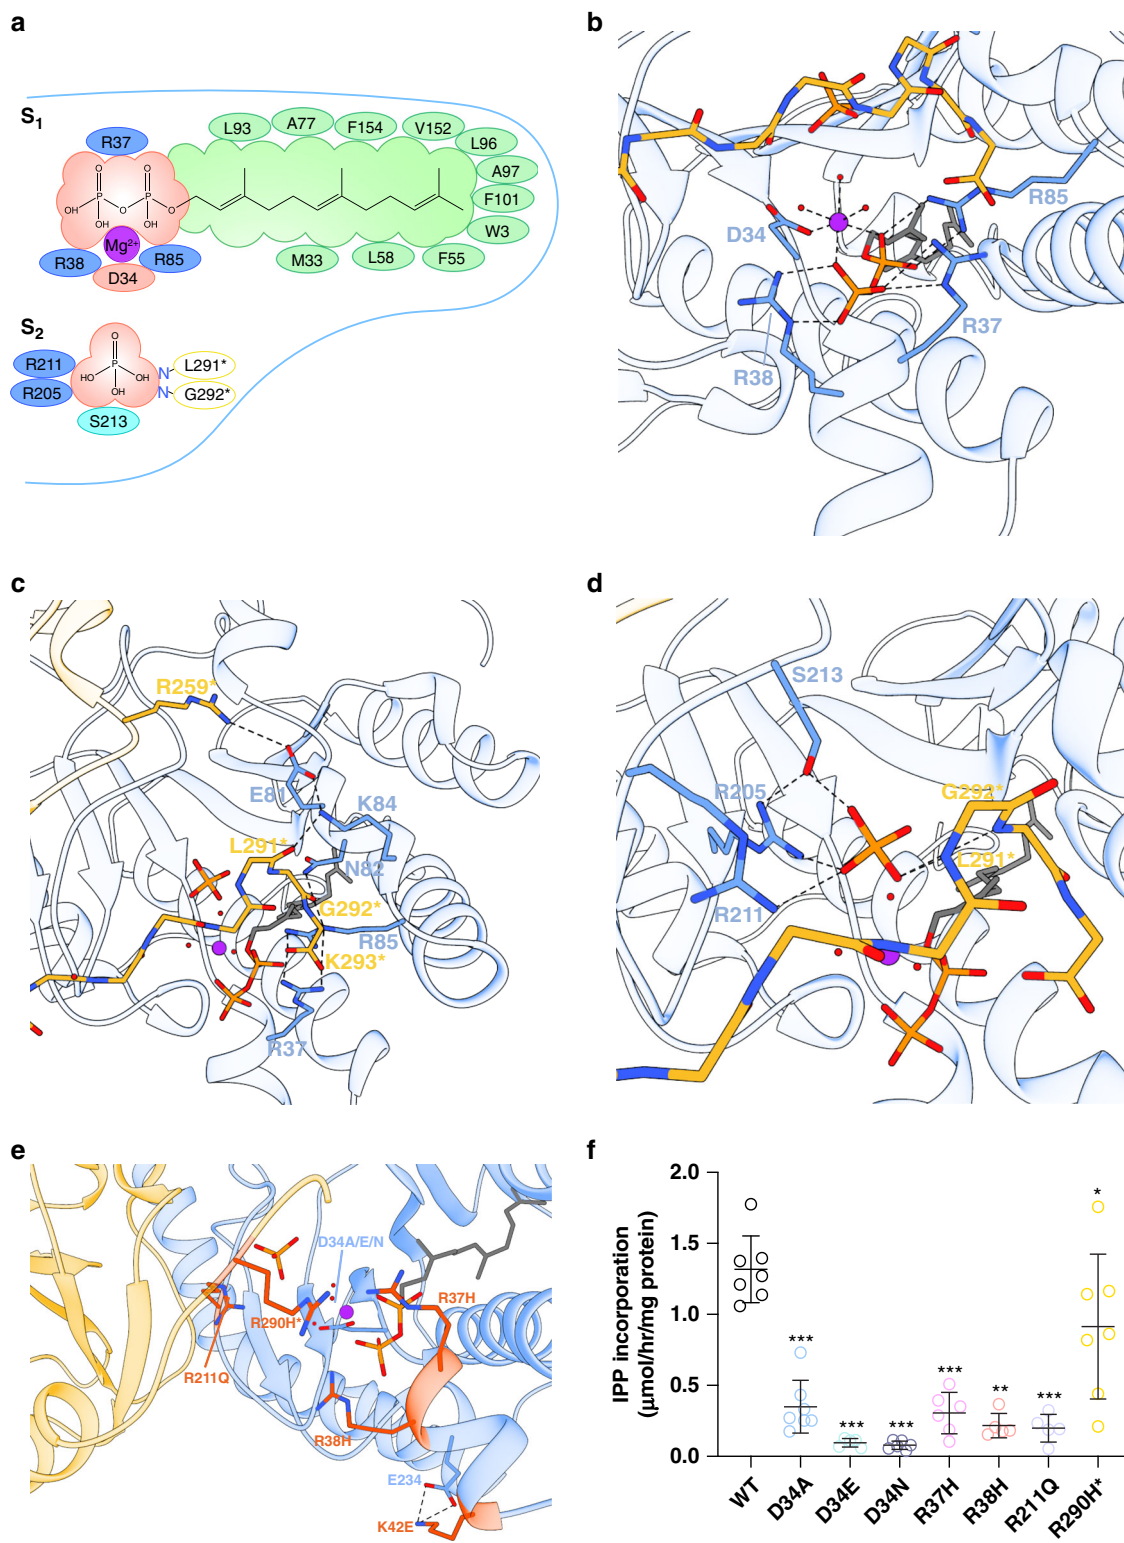 a
S1
R37
L93
A77
F154
V152
L96
A97
F101
W3
F55
L58
M33
O
O
P
P
OH
O
O
OH
OH
Mg2+
R38
R85
D34
S2
R211
R205
O
P
HO
OH
OH
N
N
L291*
G292*
S213
b
R85
D34
R37
R38
c
R259*
E81
K84
L291*
N82
G292*
R85
K293*
R37
d
S213
R205
G292*
L291*
R211
e
D34A/E/N
R37H
R290H*
R211Q
R38H
E234
K42E
f
IPP incorporation
(μmol/hr/mg protein)
2.0
1.5
1.0
0.5
0.0
***
***
***
***
**
***
*
WT
D34A
D34E
D34N
R37H
R38H
R211Q
R290H*